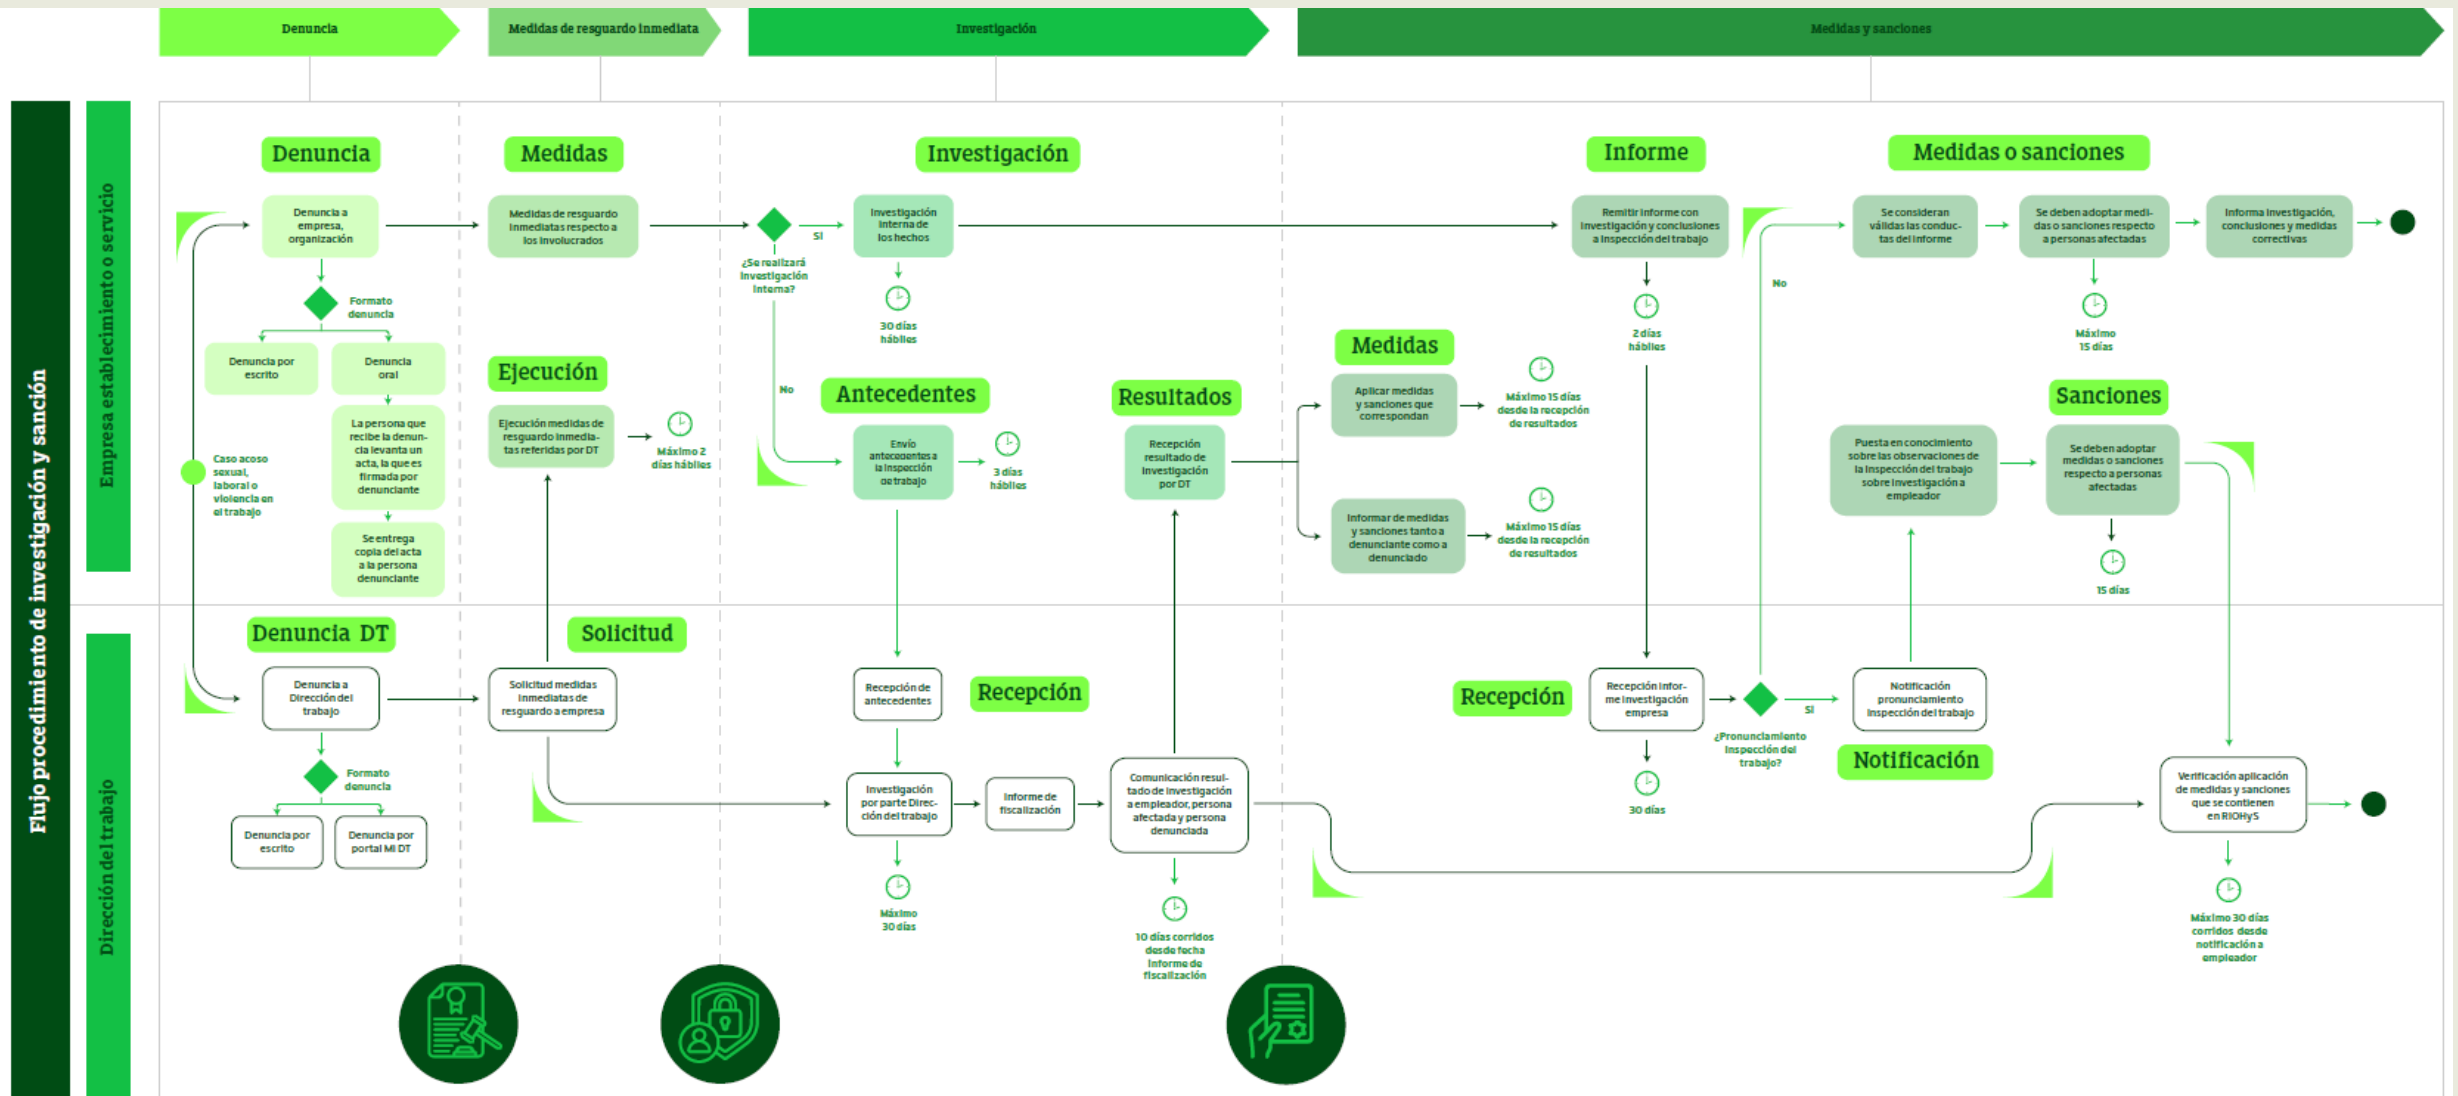 Denuncia
Medidas de resguardo inmediata
Investigación
Medidas y sanciones
Flujo procedimiento de investigación y sanción
Empresa establecimiento o servicio
Denuncia
Denuncia a
empresa,
organización
Formato
denuncia
Denuncia por
escrito
Denuncia
oral
La persona que
recibe la denun-
cia levanta un
acta, la que es
firmada por
denunciante
Se entrega
copia del acta
a la persona
denunciante
Caso acoso
sexual,
laboral o
violencia en
el trabajo
Medidas
Medidas de resguardo
inmediatas respecto a
los involucrados
Ejecución
Ejecución medidas de
resguardo inmedia-
tas referidas por DT
Máximo 2
días hábiles
Investigación
¿Se realizará
investigación
interna?
SI
No
Investigación
interna de
los hechos
30 días
hábiles
Antecedentes
Envío
antecedentes a
la inspección
de trabajo
3 días
hábiles
Resultados
Recepción
resultado de
investigación
por DT
Medidas
Aplicar medidas
y sanciones que
correspondan
Máximo 15 días
desde la recepción
de resultados
Informar de medidas
y sanciones tanto a
denunciante como a
denunciado
Máximo 15 días
desde la recepción
de resultados
Informe
Remitir informe con
investigación y conclusiones
a inspección del trabajo
2 días
hábiles
Medidas o sanciones
No
Se consideran
válidas las conduc-
tas del informe
Se deben adoptar medi-
das o sanciones respecto
a personas afectadas
Máximo
15 días
Informa investigación,
conclusiones y medidas
correctivas
Sanciones
Puesta en conocimiento
sobre las observaciones de
la inspección del trabajo
sobre investigación a
empleador
Se deben adoptar
medidas o sanciones
respecto a personas
afectadas
15 días
Dirección del trabajo
Denuncia DT
Denuncia a
Dirección del
trabajo
Formato
denuncia
Denuncia por
escrito
Denuncia por
portal MI DT
Solicitud
Solicitud medidas
inmediatas de
resguardo a empresa
Recepción
Recepción de
antecedentes
Investigación
por parte Direc-
ción del trabajo
Máximo
30 días
Informe de
fiscalización
Comunicación resul-
tado de investigación
a empleador, persona
afectada y persona
denunciada
10 días corridos
desde fecha
informe de
fiscalización
Recepción
Recepción infor-
me investigación
empresa
30 días
¿Pronunciamiento
inspección del
trabajo?
SI
Notificación
pronunciamiento
inspección del trabajo
Notificación
Verificación aplicación
de medidas y sanciones
que se contienen
en RIOHyS
Máximo 30 días
corridos desde
notificación a
empleador